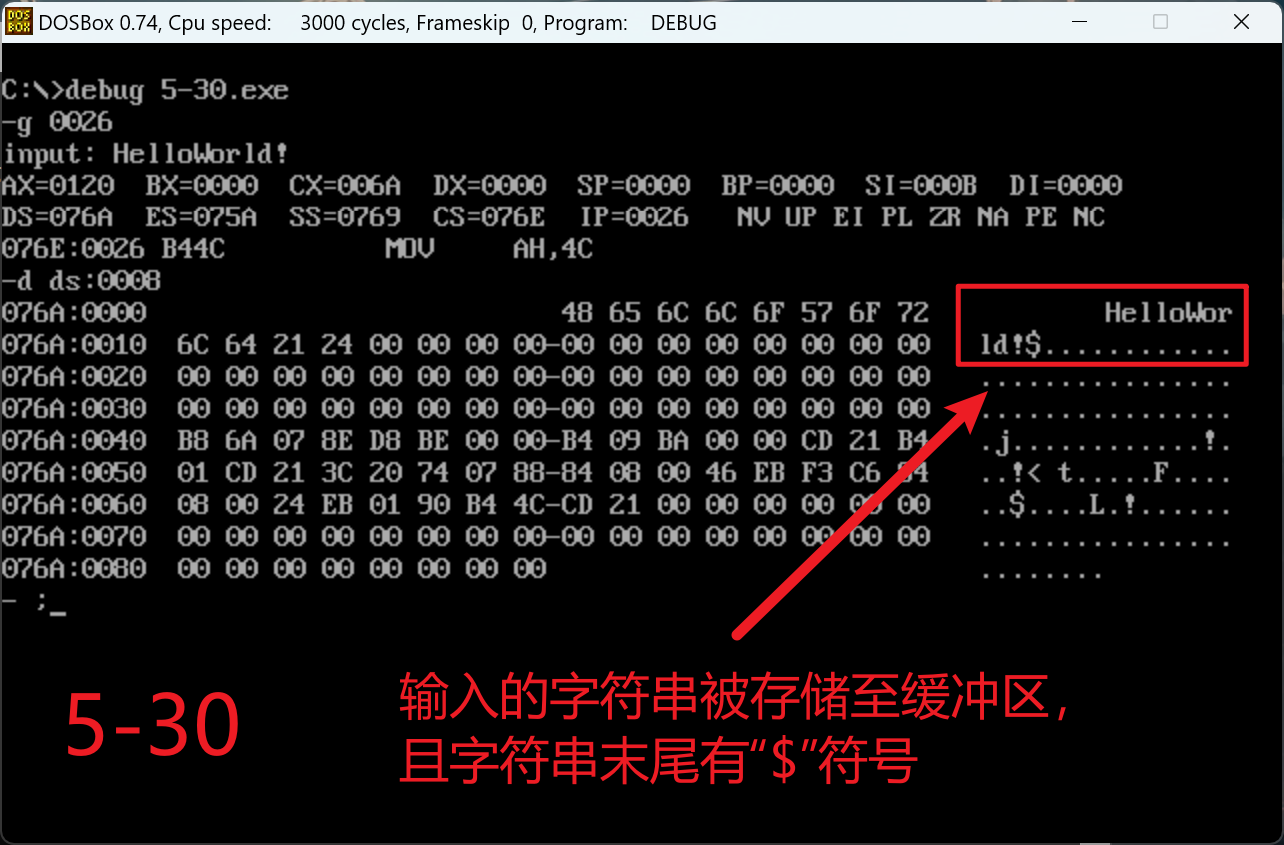 DOSBox 0.74, Cpu speed: 3000 cycles, Frameskip 0, Program: DEBUG
C:\>debug 5-30.exe
-g 0026
input: HelloWorld!
AX=0120 BX=0000 CX=006A DX=0000 SP=0000 BP=0000 SI=000B DI=0000
DS=076A ES=075A SS=0769 CS=076E IP=0026 NV UP EI PL ZR NA PE NC
076E:0026 B44C MOV AH,4C
-d ds:0008
076A:0000 48 65 6C 6C 6F 57 6F 72 HelloWor
076A:0010 6C 64 21 24 00 00 00 00-00 00 00 00 00 00 00 00 ld!$............
076A:0020 00 00 00 00 00 00 00 00-00 00 00 00 00 00 00 00 ................
076A:0030 00 00 00 00 00 00 00 00-00 00 00 00 00 00 00 00 ................
076A:0040 B8 6A 07 8E D8 BE 00 00-B4 09 BA 00 00 CD 21 B4 .j............!.
076A:0050 01 CD 21 3C 20 74 07 88-84 08 00 46 EB F3 C6 84 ..!< t.....F....
076A:0060 08 00 24 EB 01 90 B4 4C-CD 21 00 00 00 00 00 00 ..$....L.!......
076A:0070 00 00 00 00 00 00 00 00-00 00 00 00 00 00 00 00 ................
076A:0080 00 00 00 00 00 00 00 00 ........
- ;_
5-30
输入的字符串被存储至缓冲区，
且字符串末尾有“$”符号